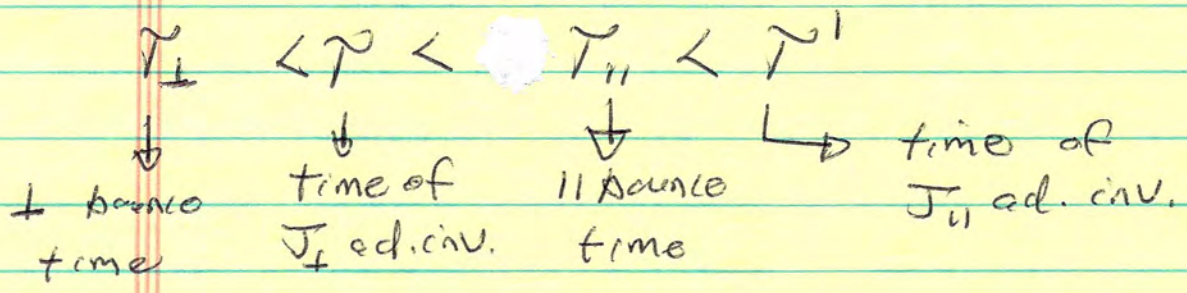 τ⊥ < τ < τ|| < τ'
⊥ bounce time
time of J⊥ ad. inv.
|| bounce time
time of J|| ad. inv.